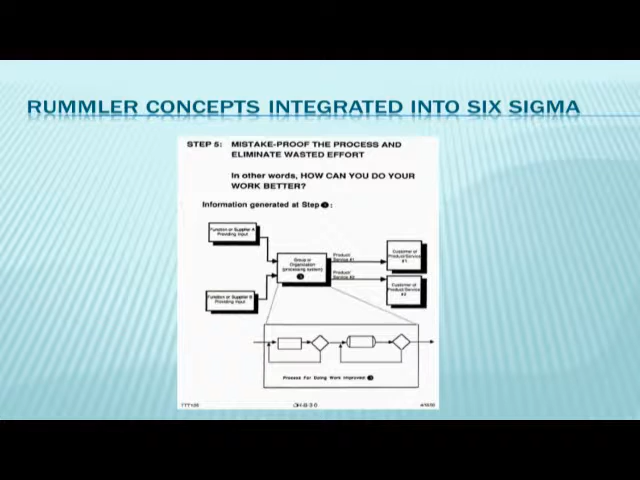 RUMMLER CONCEPTS INTEGRATED INTO SIX SIGMA
STEP 5: MISTAKE-PROOF THE PROCESS AND
ELIMINATE WASTED EFFORT
In other words, HOW CAN YOU DO YOUR
WORK BETTER?
Information generated at Step 5:
Function or Supplier A
Providing Input
Group or
Organization
(processing system)
Product/
Service #1
Customer of
Product/Service
#1
Product/
Service #2
Function or Supplier B
Providing Input
Customer of
Product/Service
#2
Process For Doing Work Improved